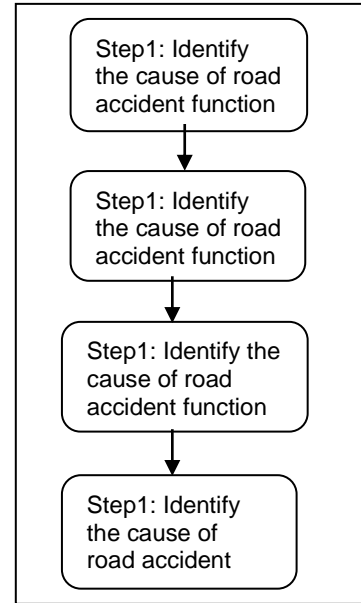 Step1: Identify
the cause of road
accident function
Step1: Identify
the cause of road
accident function
Step1: Identify the
cause of road
accident function
Step1: Identify
the cause of
road accident